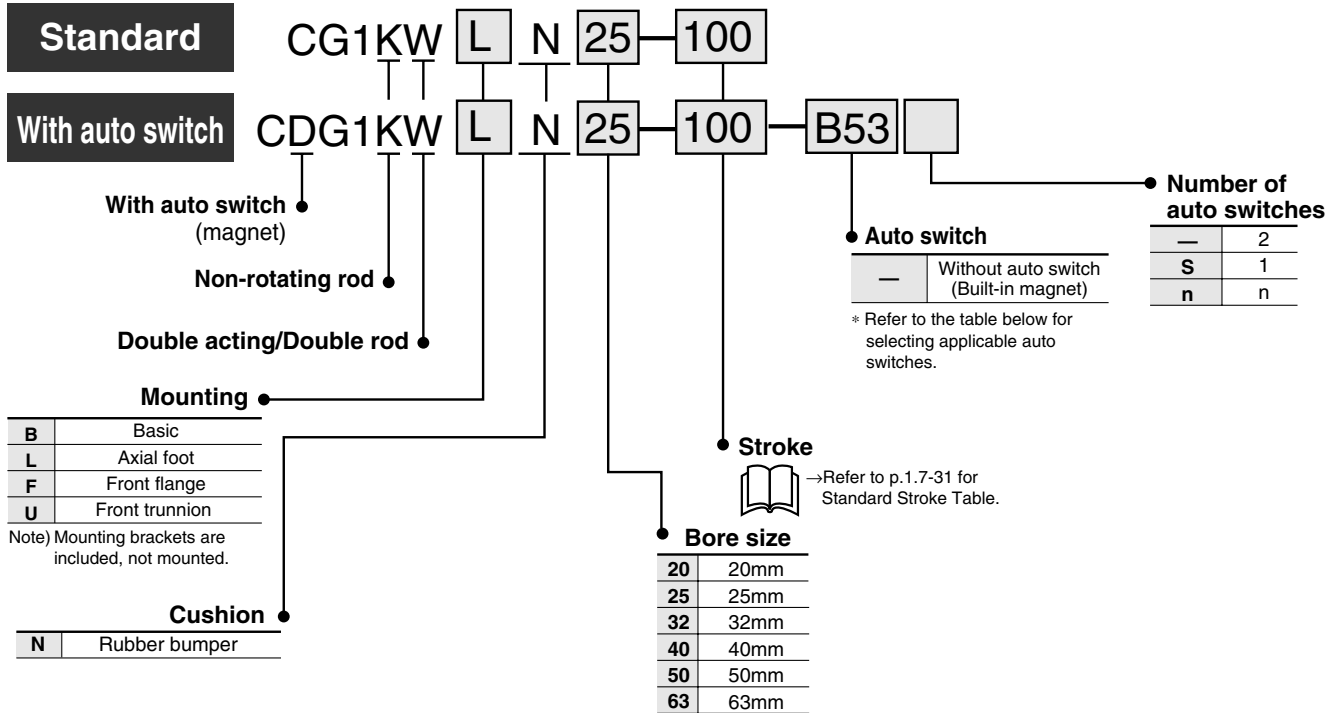 Standard CG1KW L N 25—100
With auto switch CDG1KW L N 25—100—B53
With auto switch
(magnet)
Non-rotating rod
Double acting/Double rod
Mounting
B Basic
L Axial foot
F Front flange
U Front trunnion
Note) Mounting brackets are
included, not mounted.
Cushion
N Rubber bumper
Bore size
20 20mm
25 25mm
32 32mm
40 40mm
50 50mm
63 63mm
Stroke
→Refer to p.1.7-31 for
Standard Stroke Table.
Auto switch
— Without auto switch
(Built-in magnet)
* Refer to the table below for
selecting applicable auto
switches.
Number of
auto switches
— 2
S 1
n n